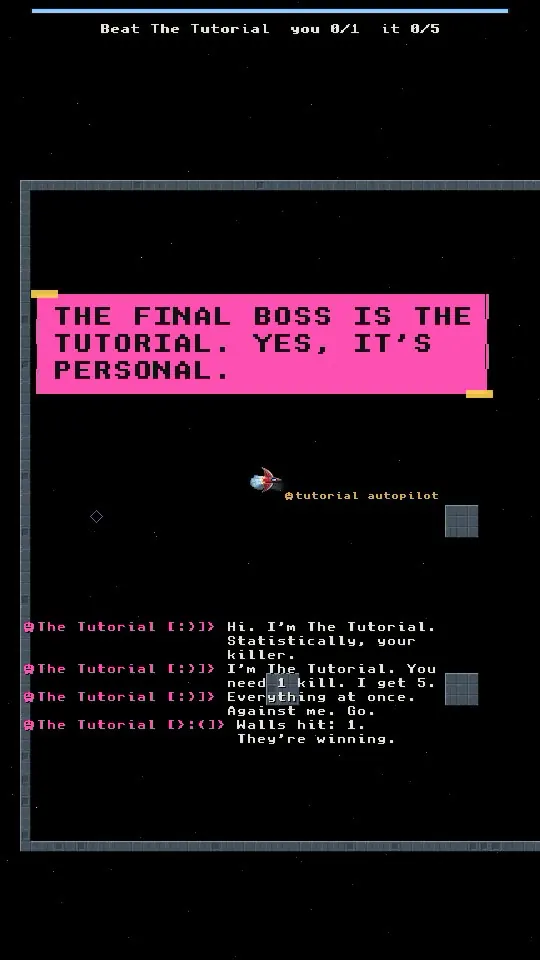 Beat The Tutorial  you 0/1  it 0/5
THE FINAL BOSS IS THE
TUTORIAL. YES, IT'S
PERSONAL.
tutorial autopilot
The Tutorial [:)]> Hi. I'm The Tutorial.
Statistically, your
killer.
The Tutorial [:)]> I'm The Tutorial. You
need 1 kill. I get 5.
The Tutorial [:)]> Everything at once.
Against me. Go.
The Tutorial [>:(]> Walls hit: 1.
They're winning.